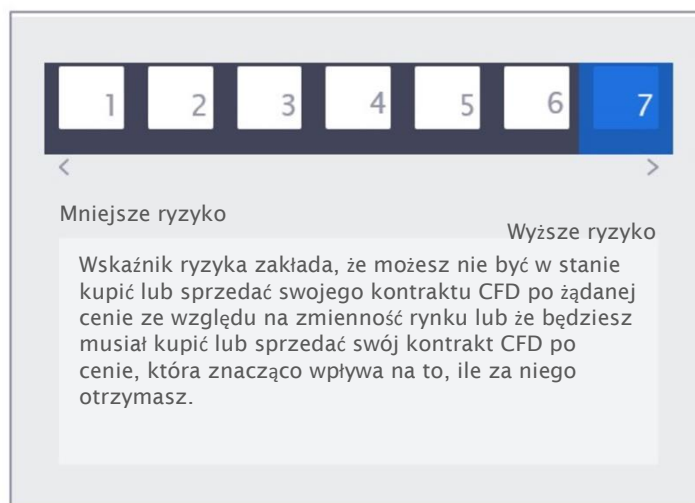 1 2 3 4 5 6 7
< >
Mniejsze ryzyko
Wyższe ryzyko
Wskaźnik ryzyka zakłada, że możesz nie być w stanie
kupić lub sprzedać swojego kontraktu CFD po żądanej
cenie ze względu na zmienność rynku lub że będziesz
musiał kupić lub sprzedać swój kontrakt CFD po
cenie, która znacząco wpływa na to, ile za niego
otrzymasz.